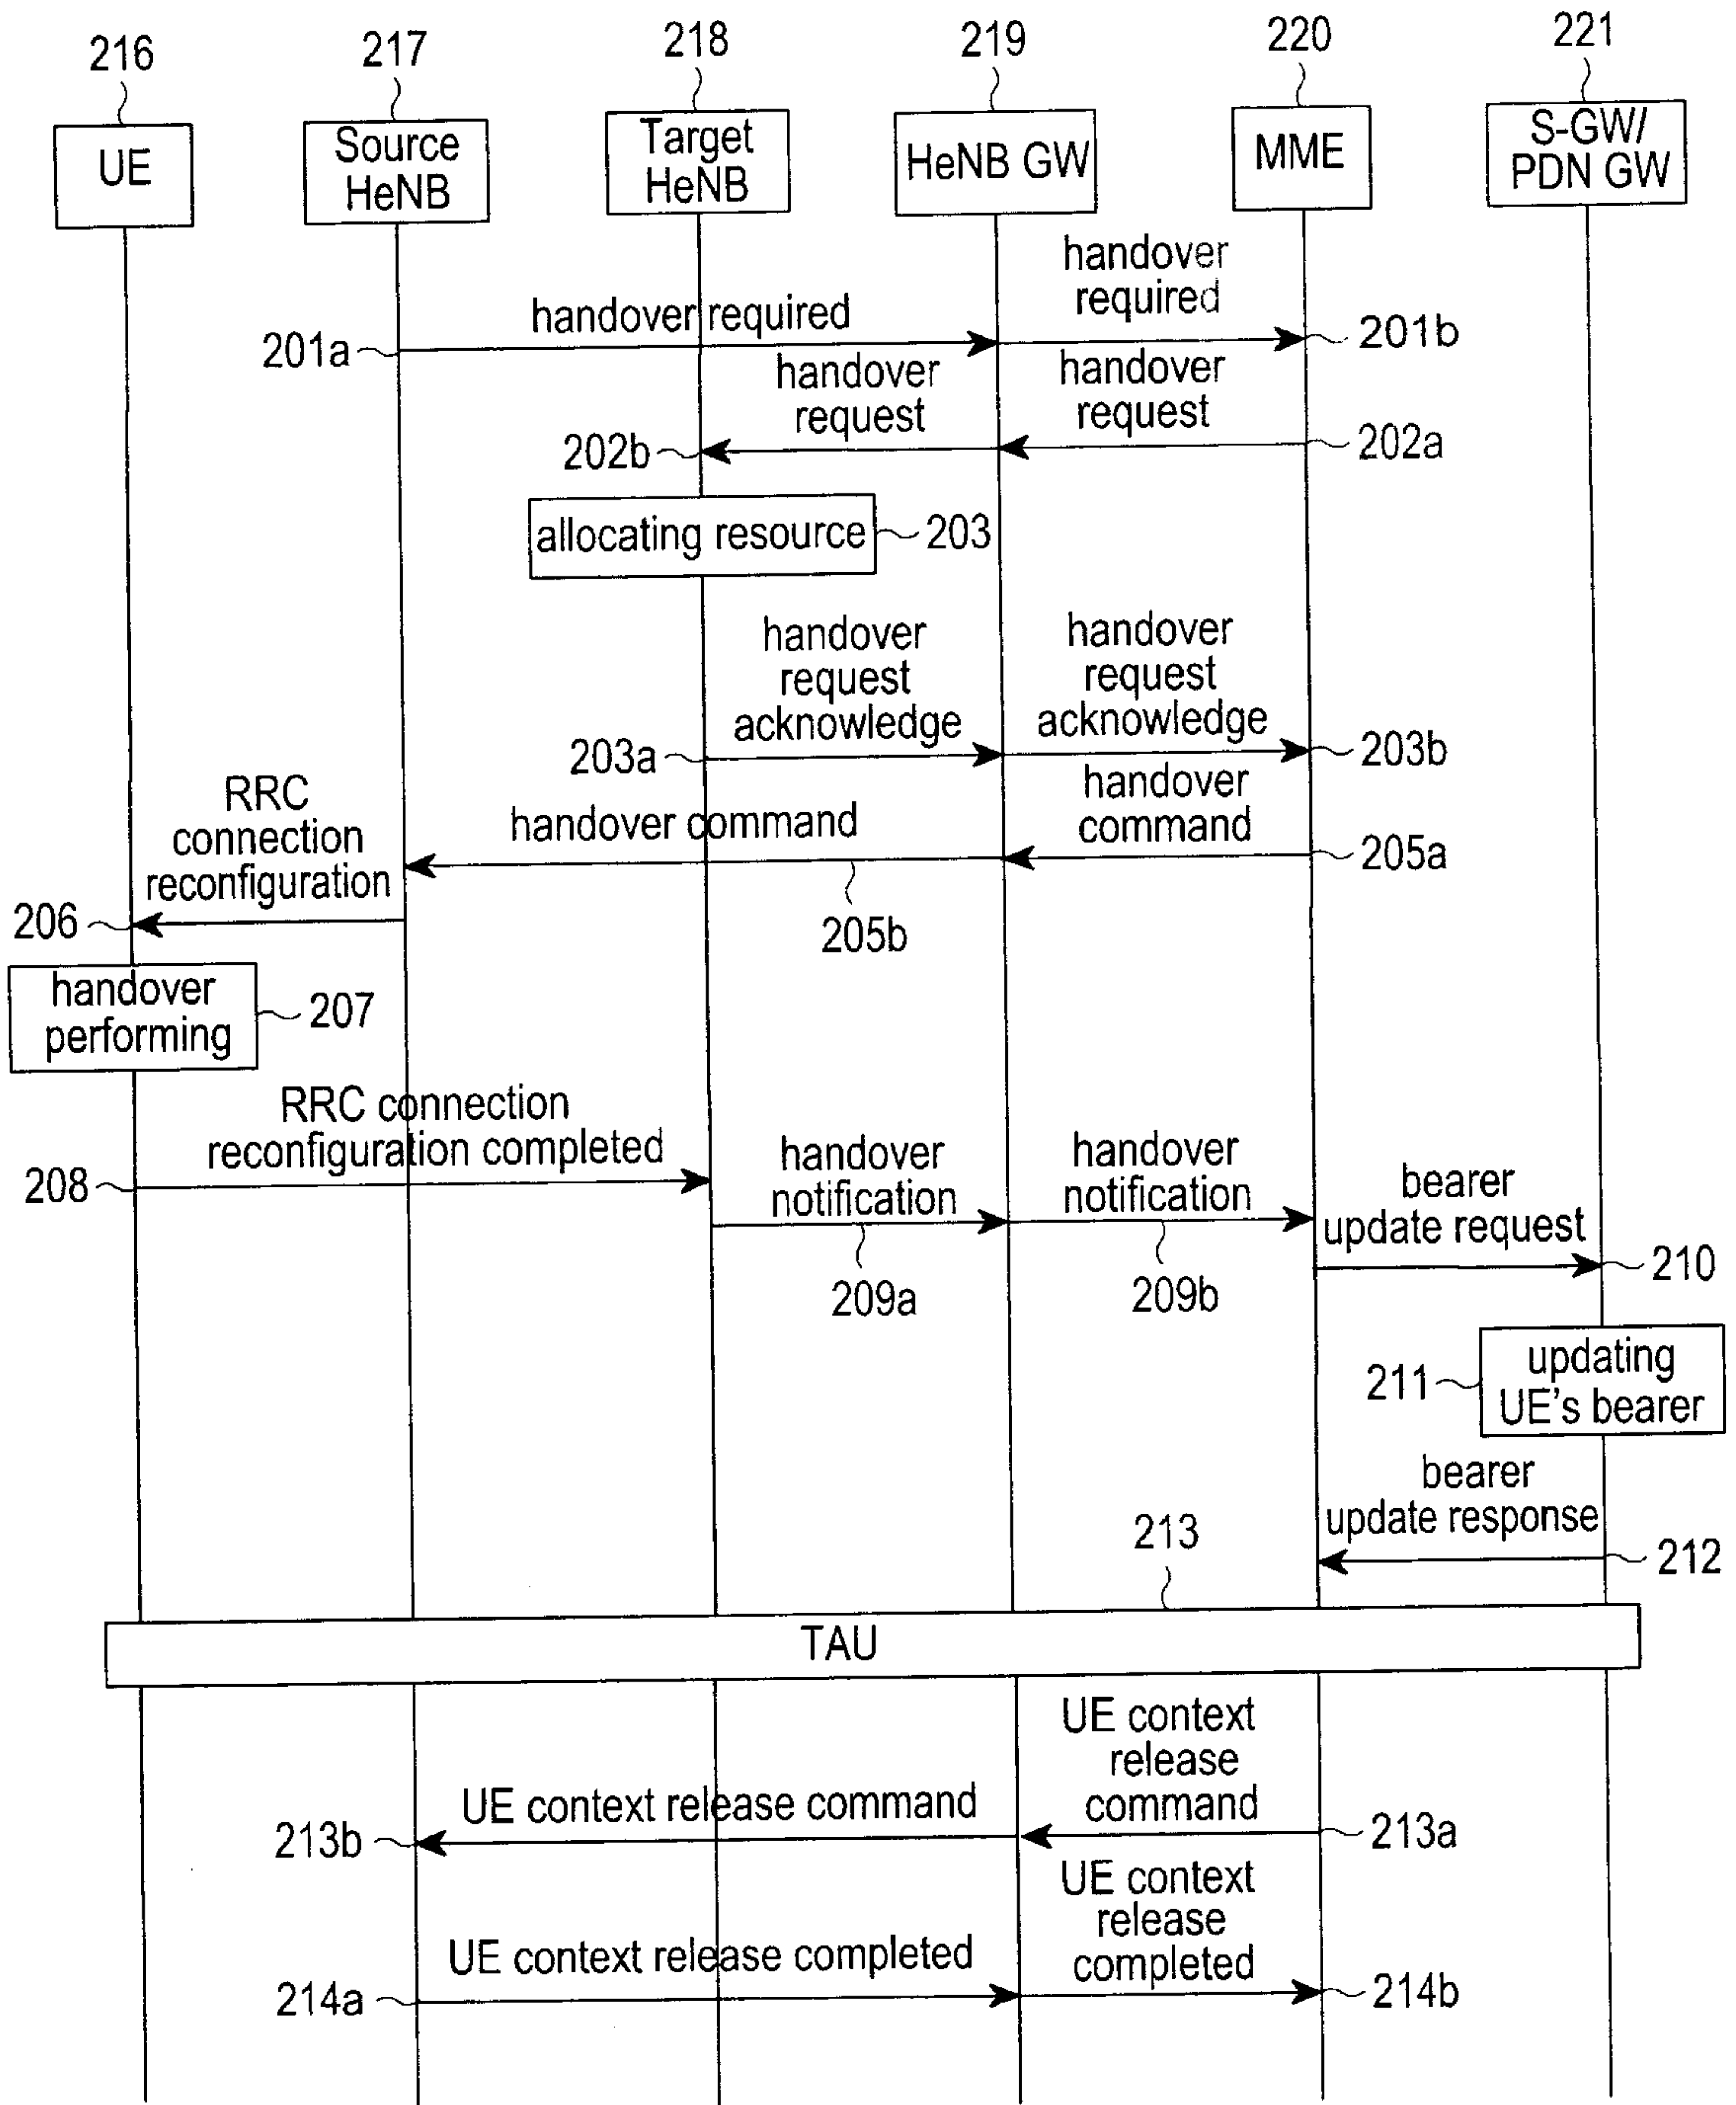 216
217
218
219
220
221
UE
Source
HeNB
Target
HeNB
HeNB GW
MME
S-GW/
PDN GW
handover
required
handover required
201a
201b
handover
request
handover
request
202b
202a
allocating resource
203
handover
request
acknowledge
handover
request
acknowledge
203a
203b
RRC
connection
reconfiguration
handover command
handover
command
205a
205b
206
handover
performing
207
RRC connection
reconfiguration completed
208
handover
notification
handover
notification
209a
209b
bearer
update request
210
updating
UE's bearer
211
bearer
update response
212
213
TAU
UE context
release
command
UE context release command
213b
213a
UE context
release
completed
UE context release completed
214a
214b